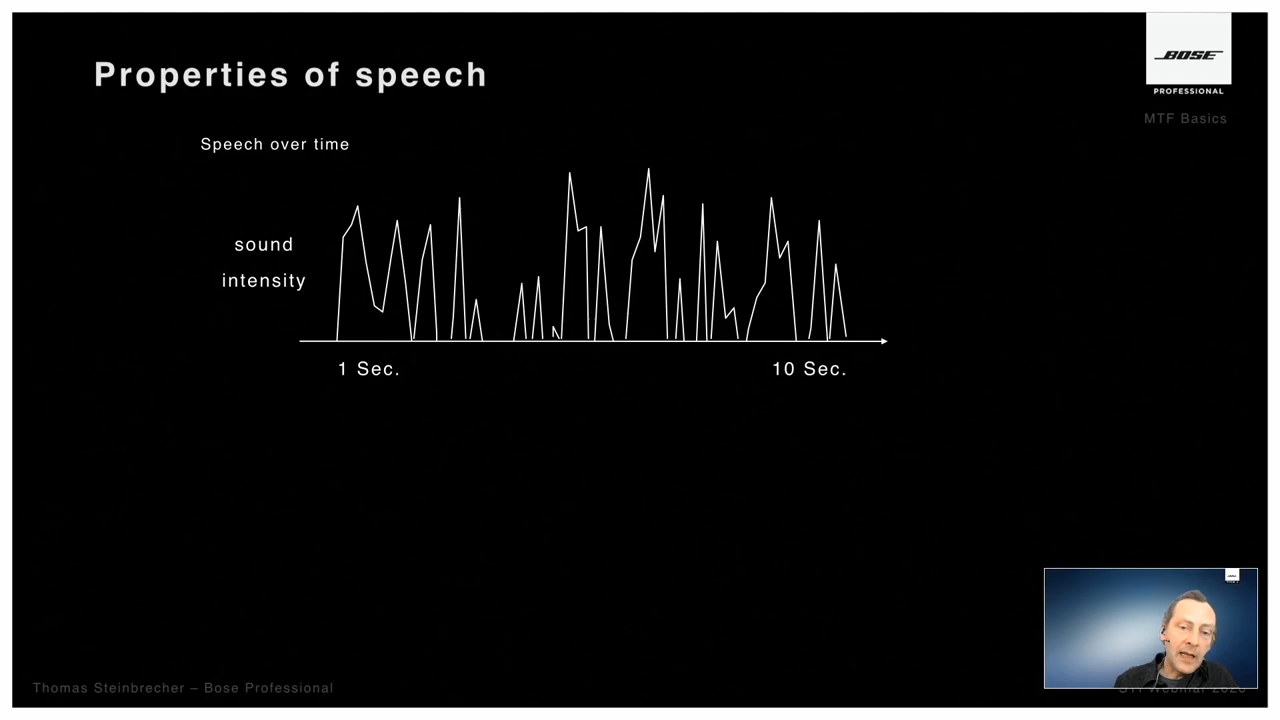 Properties of speech
BOSE
PROFESSIONAL
MTF Basics
Speech over time
sound
intensity
1 Sec.
10 Sec.
Thomas Steinbrecher – Bose Professional